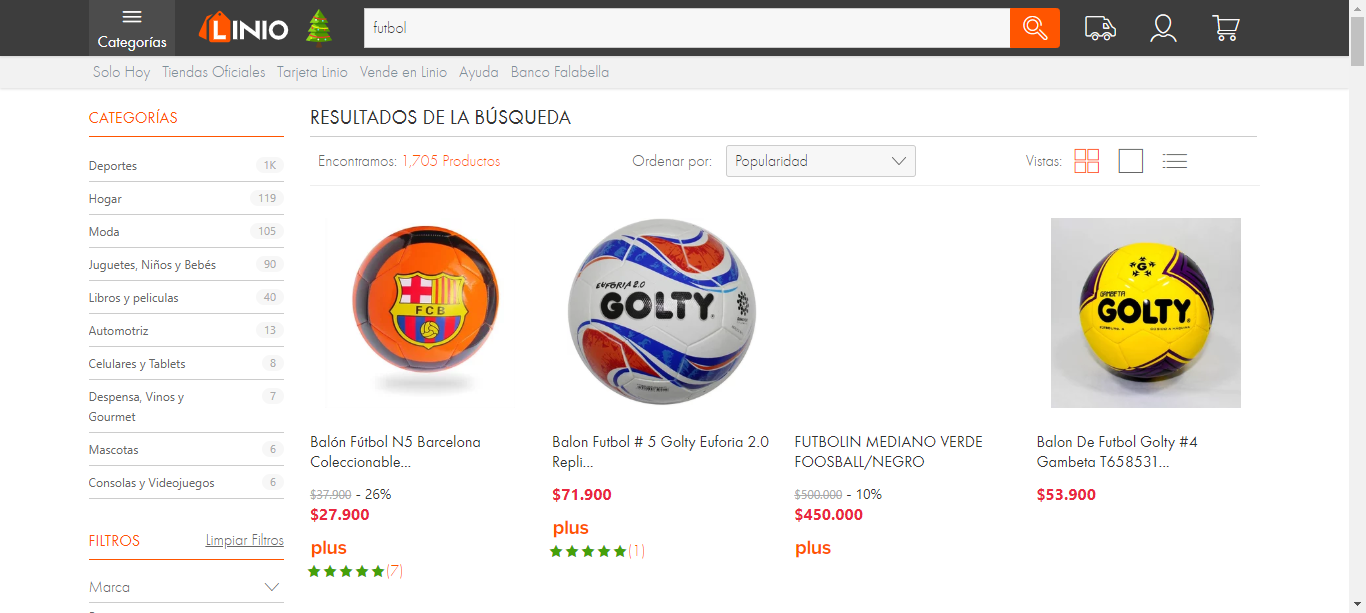 Categorías
LINIO
futbol
Solo Hoy Tiendas Oficiales Tarjeta Linio Vende en Linio Ayuda Banco Falabella
CATEGORÍAS
Deportes 1K
Hogar 119
Moda 105
Juguetes, Niños y Bebés 90
Libros y peliculas 40
Automotriz 13
Celulares y Tablets 8
Despensa, Vinos y 7
Gourmet
Mascotas 6
Consolas y Videojuegos 6
FILTROS Limpiar Filtros
Marca
RESULTADOS DE LA BÚSQUEDA
Encontramos: 1,705 Productos Ordenar por: Popularidad Vistas:
FCB
Balón Fútbol N5 Barcelona
Coleccionable...
$37.900 - 26%
$27.900
plus
(7)
EUFORIA 2.0
GOLTY
Balon Futbol # 5 Golty Euforia 2.0
Repli...
$71.900
plus
(1)
FUTBOLIN MEDIANO VERDE
FOOSBALL/NEGRO
$500.000 - 10%
$450.000
plus
G
GAMBETA
GOLTY
Balon De Futbol Golty #4
Gambeta T658531...
$53.900